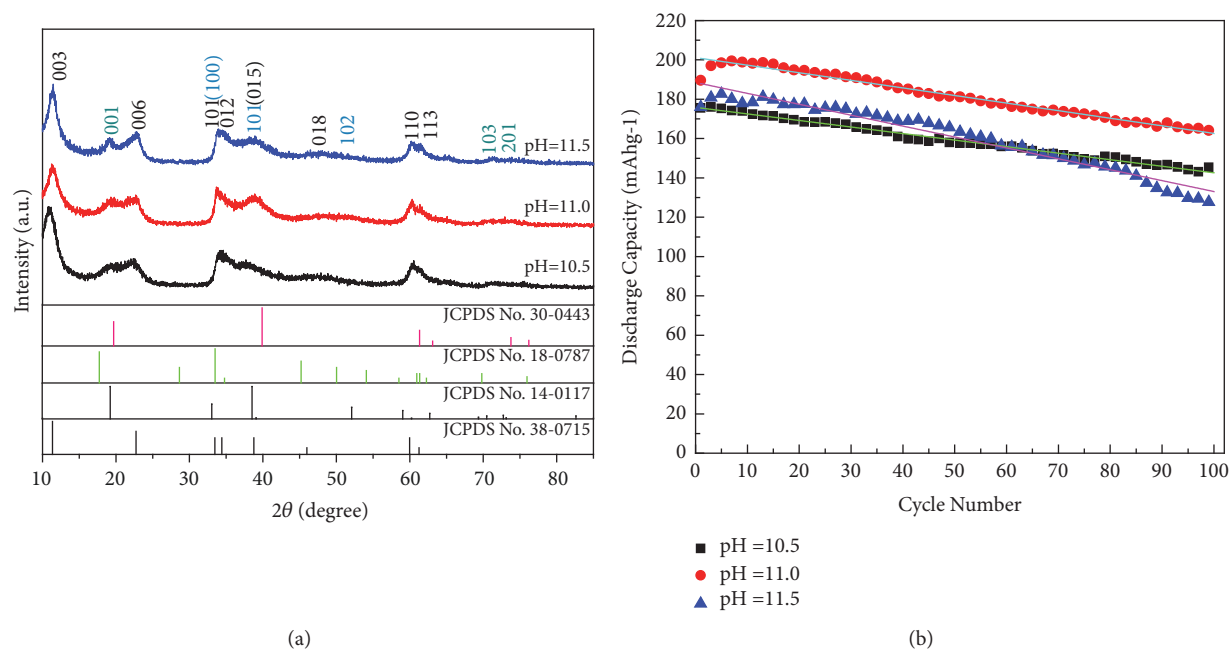 003
001
006
101(100)
012
101(015)
018
102
110
113
103
201
pH=11.5
pH=11.0
pH=10.5
JCPDS No. 30-0443
JCPDS No. 18-0787
JCPDS No. 14-0117
JCPDS No. 38-0715
Intensity (a.u.)
10 20 30 40 50 60 70 80
2θ (degree)
(a)
220
200
180
160
140
120
100
80
60
40
20
0
Discharge Capacity (mAhg-1)
0 10 20 30 40 50 60 70 80 90 100
Cycle Number
pH =10.5
pH =11.0
pH =11.5
(b)